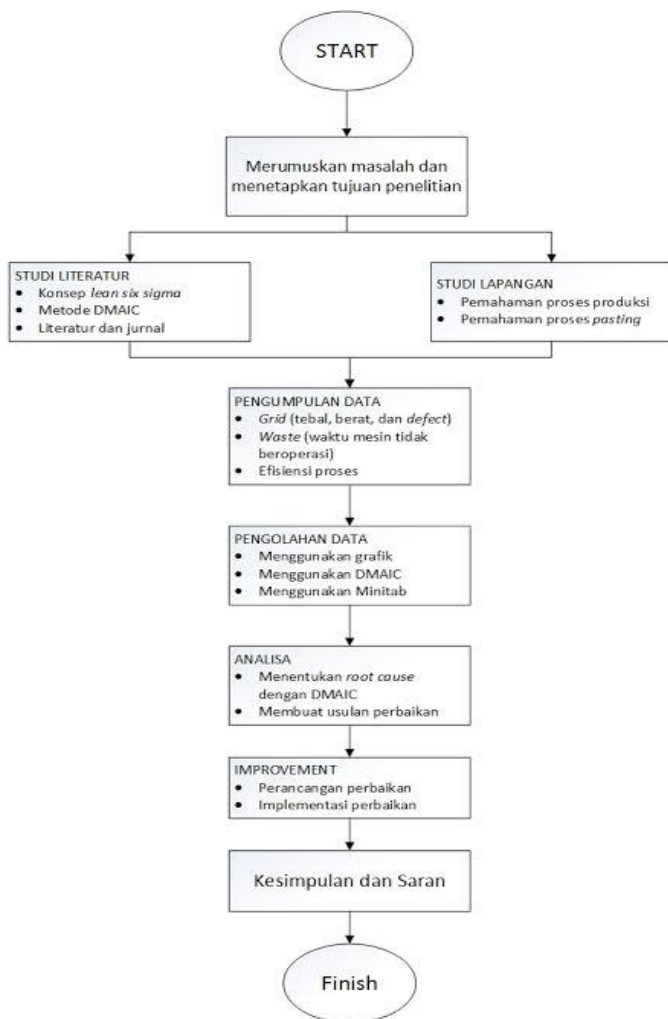 START
Merumuskan masalah dan
menetapkan tujuan penelitian
STUDI LITERATUR
• Konsep lean six sigma
• Metode DMAIC
• Literatur dan jurnal
STUDI LAPANGAN
• Pemahaman proses produksi
• Pemahaman proses pasting
PENGUMPULAN DATA
• Grid (tebal, berat, dan defect)
• Waste (waktu mesin tidak
beroperasi)
• Efisiensi proses
PENGOLAHAN DATA
• Menggunakan grafik
• Menggunakan DMAIC
• Menggunakan Minitab
ANALISA
• Menentukan root cause
dengan DMAIC
• Membuat usulan perbaikan
IMPROVEMENT
• Perancangan perbaikan
• Implementasi perbaikan
Kesimpulan dan Saran
Finish